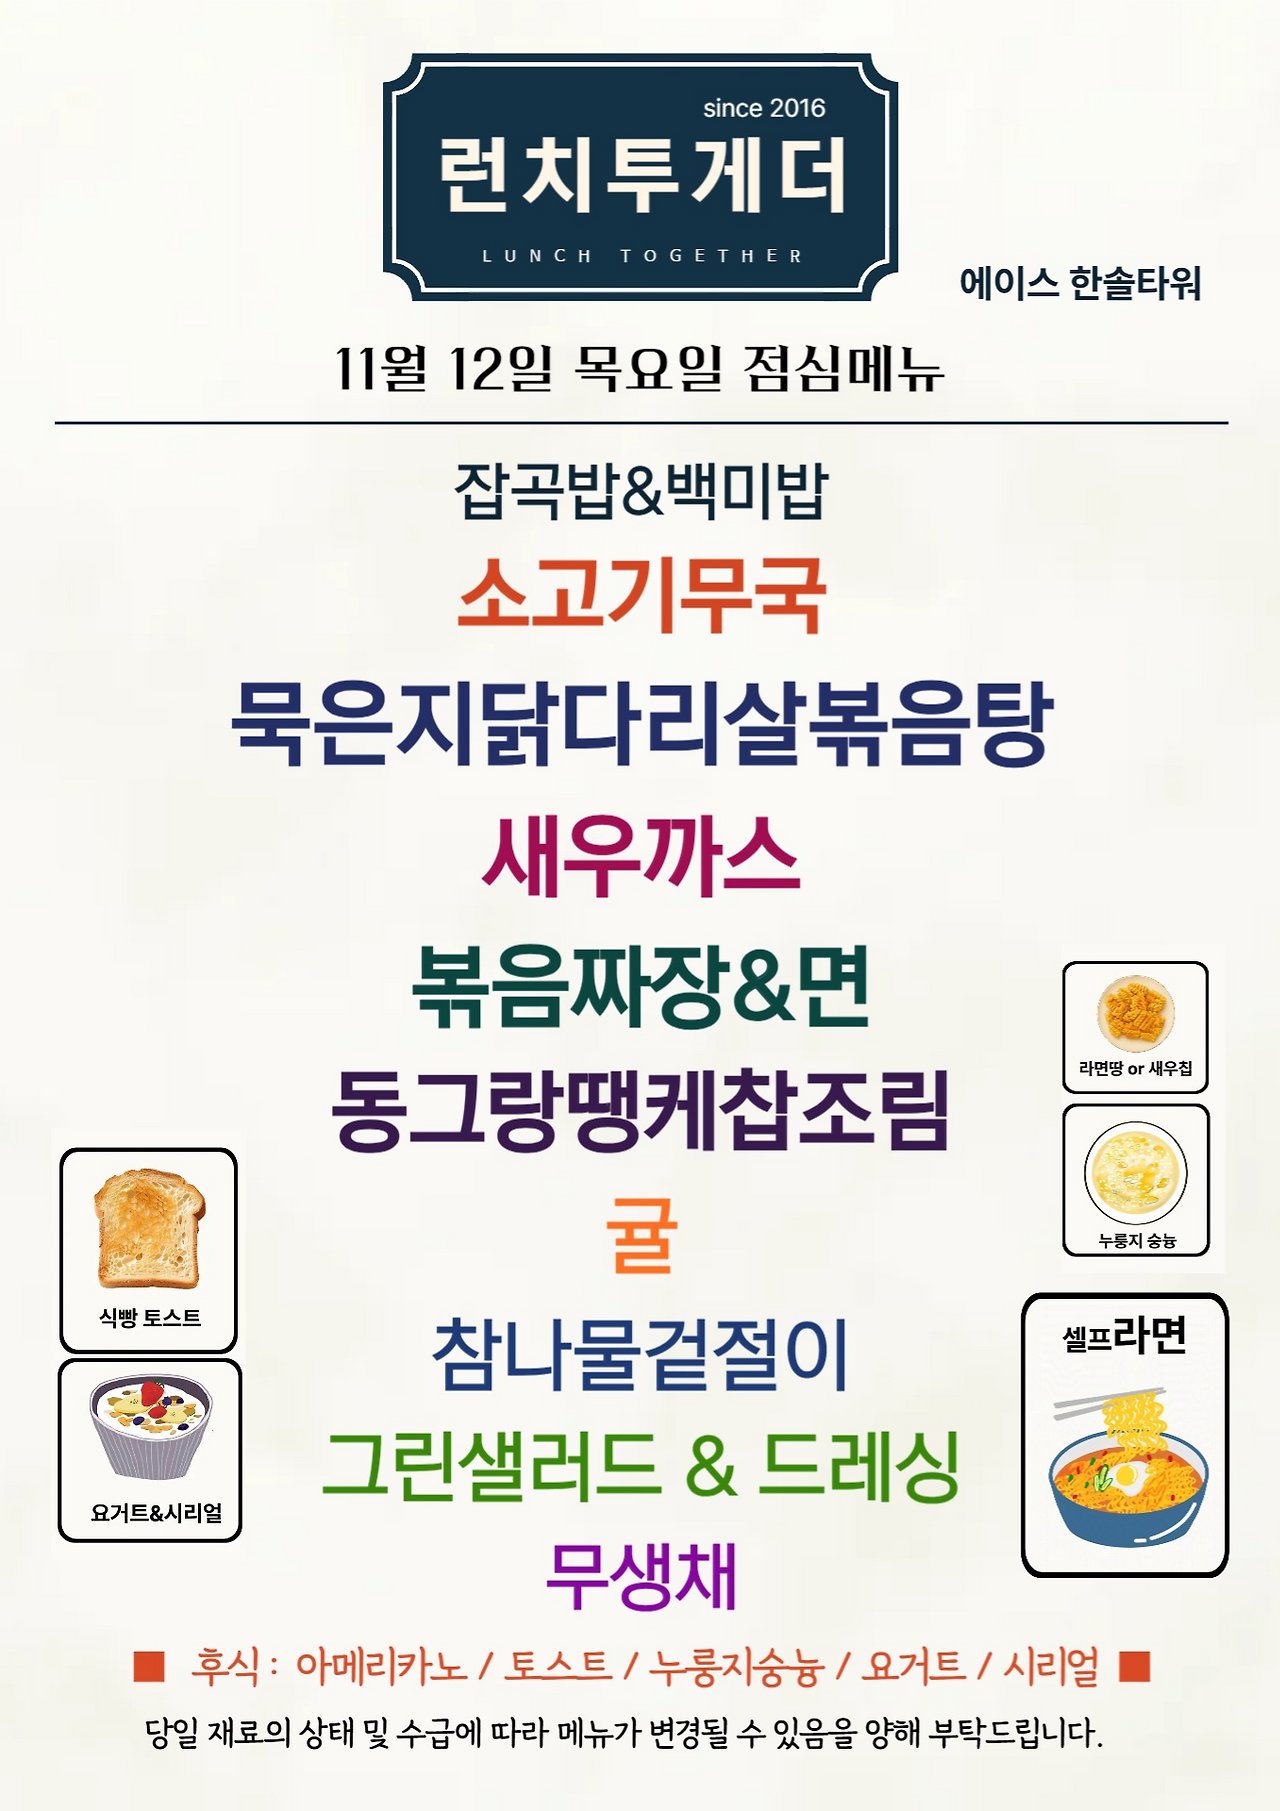 since 2016
런치투게더
LUNCH TOGETHER
에이스 한솔타워
11월 12일 목요일 점심메뉴
잡곡밥&백미밥
소고기무국
묵은지닭다리살볶음탕
새우까스
볶음짜장&면
라면땅 or 새우칩
동그랑땡케찹조림
누룽지 숭늉
귤
식빵 토스트
셀프라면
참나물겉절이
그린샐러드 & 드레싱
요거트&시리얼
무생채
■ 후식 : 아메리카노 / 토스트 / 누룽지숭늉 / 요거트 / 시리얼 ■
당일 재료의 상태 및 수급에 따라 메뉴가 변경될 수 있음을 양해 부탁드립니다.